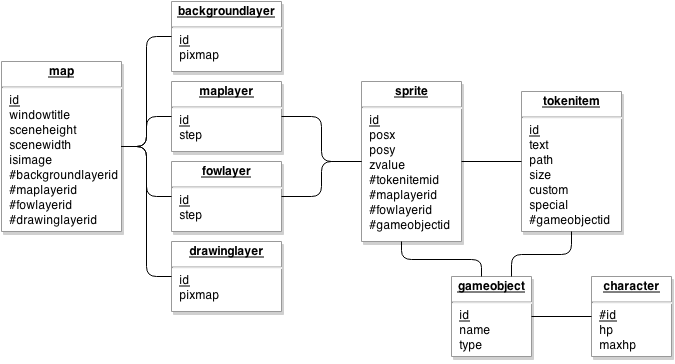 backgroundlayer
id
pixmap
map
id
windowtitle
sceneheight
scenewidth
isimage
#backgroundlayerid
#maplayerid
#fowlayerid
#drawinglayerid
maplayer
id
step
fowlayer
id
step
drawinglayer
id
pixmap
sprite
id
posx
posy
zvalue
#tokenitemid
#maplayerid
#fowlayerid
#gameobjectid
tokenitem
id
text
path
size
custom
special
#gameobjectid
gameobject
id
name
type
character
#id
hp
maxhp